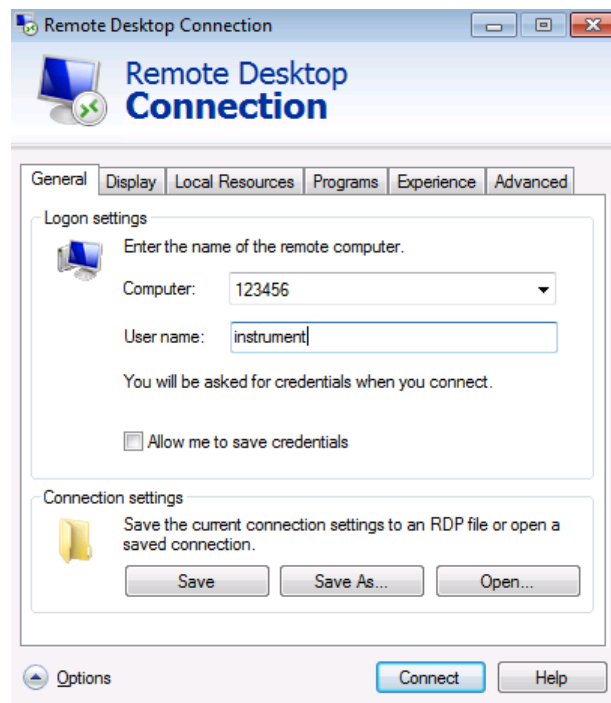 Remote Desktop Connection
Remote Desktop
Connection
General Display Local Resources Programs Experience Advanced
Logon settings
Enter the name of the remote computer.
Computer: 123456
User name: instrument
You will be asked for credentials when you connect.
Allow me to save credentials
Connection settings
Save the current connection settings to an RDP file or open a
saved connection.
Save Save As... Open...
Options Connect Help